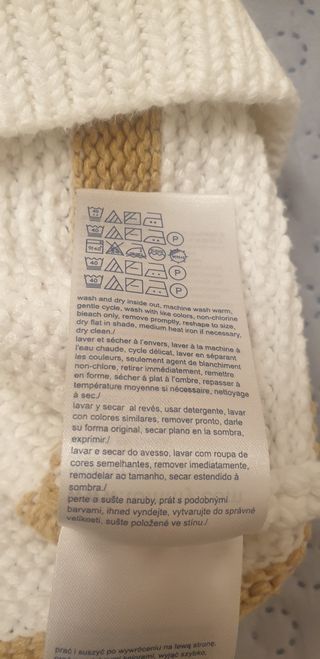 40
40 P
40
40 P
40 P
wash and dry inside out, machine wash warm,
gentle cycle, wash with like colors, non-chlorine
bleach only, remove promptly, reshape to size,
dry flat in shade, medium heat iron if necessary,
dry clean./
laver et sécher à l'envers, laver à la machine à
l'eau chaude, cycle délicat, laver en séparant
les couleurs, seulement agent de blanchiment
non-chlore, retirer immédiatement, remettre
en forme, sécher à plat à l'ombre, repasser à
température moyenne si nécessaire, nettoyage
à sec./
lavar y secar al revés, usar detergente, lavar
con colores similares, remover pronto, darle
su forma original, secar plano en la sombra,
exprimir./
lavar e secar do avesso, lavar com roupa de
cores semelhantes, remover imediatamente,
remodelar ao tamanho, secar estendido à
sombra./
perte a sušte naruby, prát s podobnými
barvami, ihned vyndejte, vytvarujte do správné
velikosti, sušte položené ve stínu./
prać i suszyć po wywróceniu na lewą stronę,
wyjąć szybko,